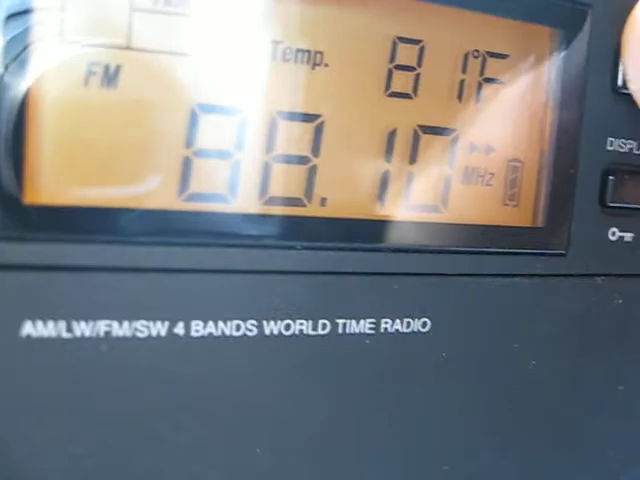 Temp. 81°F
FM
88.10 MHz
DISPL
AM/LW/FM/SW 4 BANDS WORLD TIME RADIO